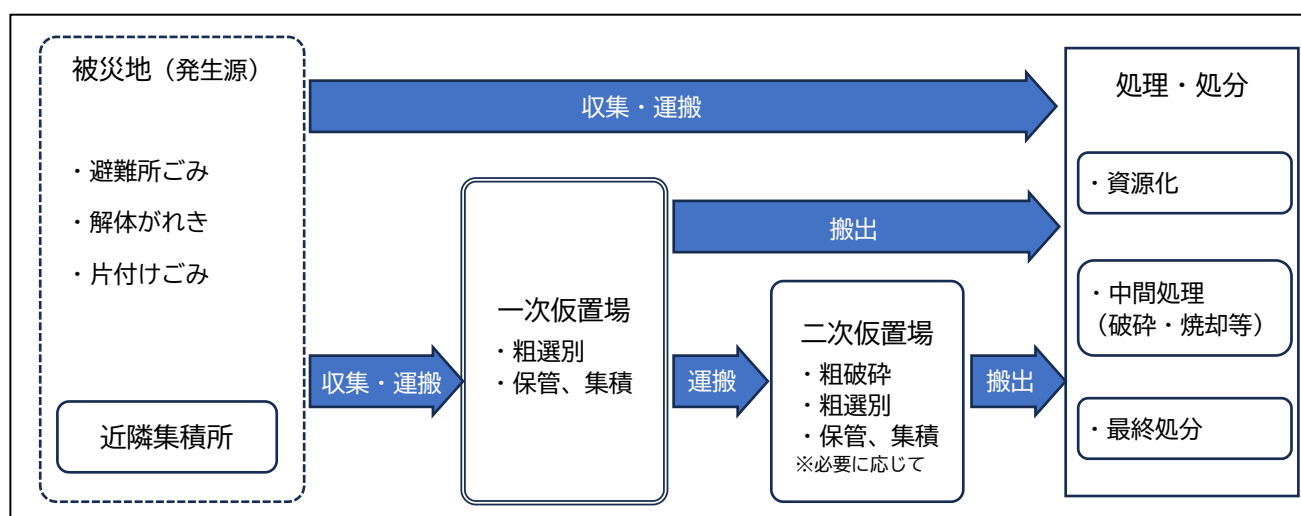 被災地（発生源）
・避難所ごみ
・解体がれき
・片付けごみ
近隣集積所
収集・運搬
収集・運搬
一次仮置場
・粗選別
・保管、集積
搬出
運搬
二次仮置場
・粗破砕
・粗選別
・保管、集積
※必要に応じて
搬出
処理・処分
・資源化
・中間処理
（破砕・焼却等）
・最終処分